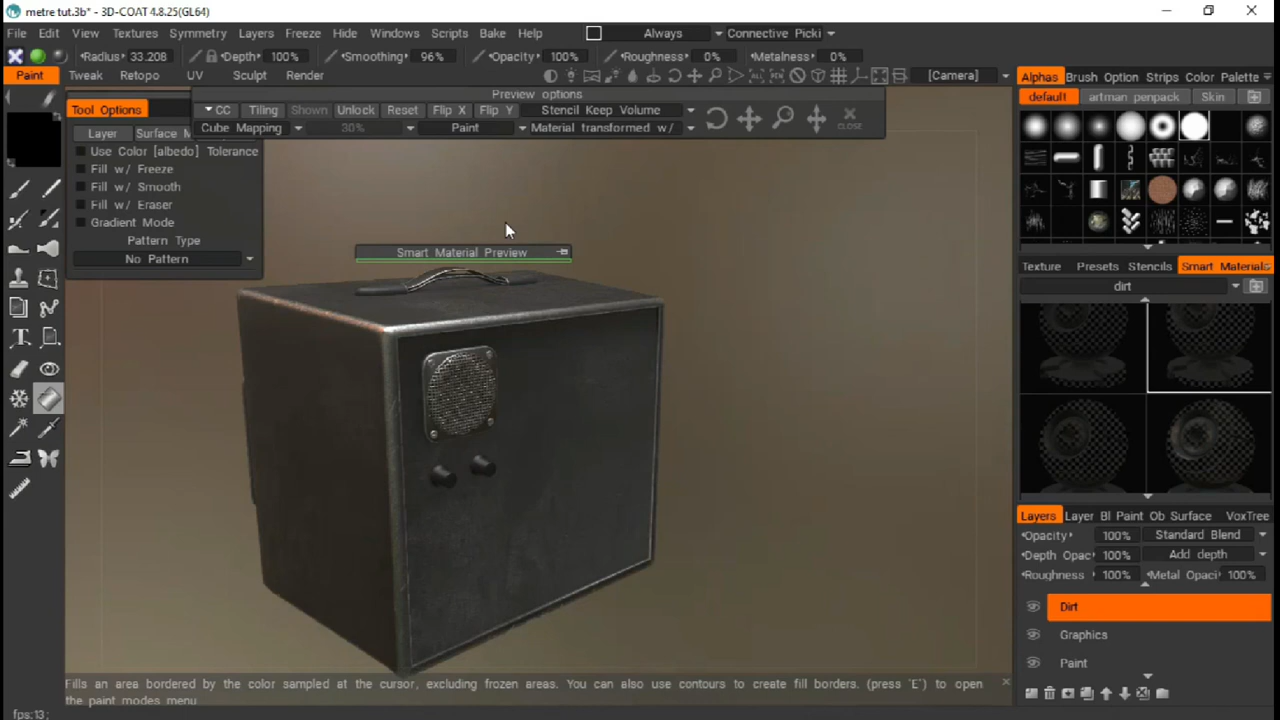 metre tut.3b* - 3D-COAT 4.8.25(GL64)
File Edit View Textures Symmetry Layers Freeze Hide Windows Scripts Bake Help Always Connective Picki
Radius 33.208 Depth 100% Smoothing 96% Opacity 100% Roughness 0% Metalness 0%
Paint Tweak Retopo UV Sculpt Render [Camera] Alphas Brush Option Strips Color Palette
Preview options
default artman penpack Skin
Tool Options CC Tiling Shown Unlock Reset Flip X Flip Y Stencil Keep Volume
CLOSE
Cube Mapping 30% Paint Material transformed w/
Layer Surface M
Use Color [albedo] Tolerance
Fill w/ Freeze
Fill w/ Smooth
Fill w/ Eraser
Gradient Mode
Pattern Type
No Pattern
Smart Material Preview
Texture Presets Stencils Smart Materials
dirt
Layers Layer Bl Paint Ob Surface VoxTree
Opacity 100% Standard Blend
Depth Opac 100% Add depth
Roughness 100% Metal Opaci 100%
Dirt
Graphics
Paint
Fills an area bordered by the color sampled at the cursor, excluding frozen areas. You can also use contours to create fill borders. (press 'E') to open
the paint modes menu
fps:13;